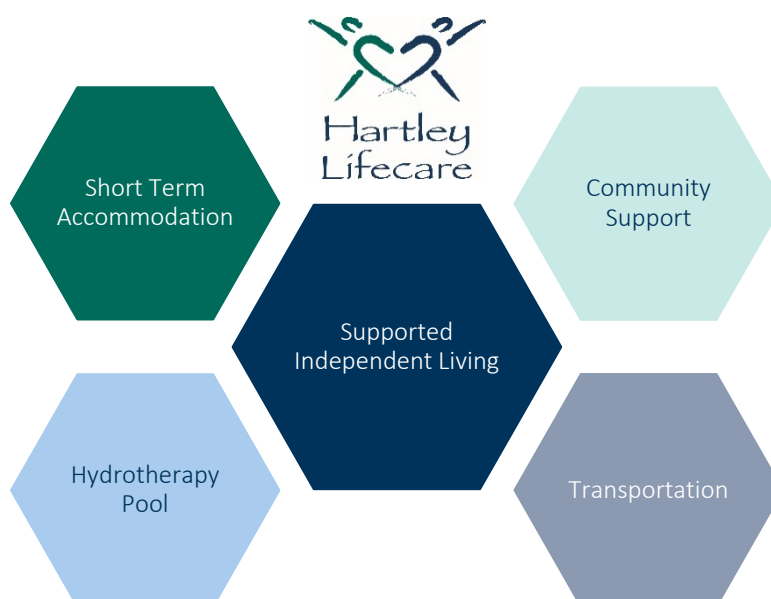 Hartley
Lifecare
Short Term
Accommodation
Community
Support
Supported
Independent Living
Hydrotherapy
Pool
Transportation